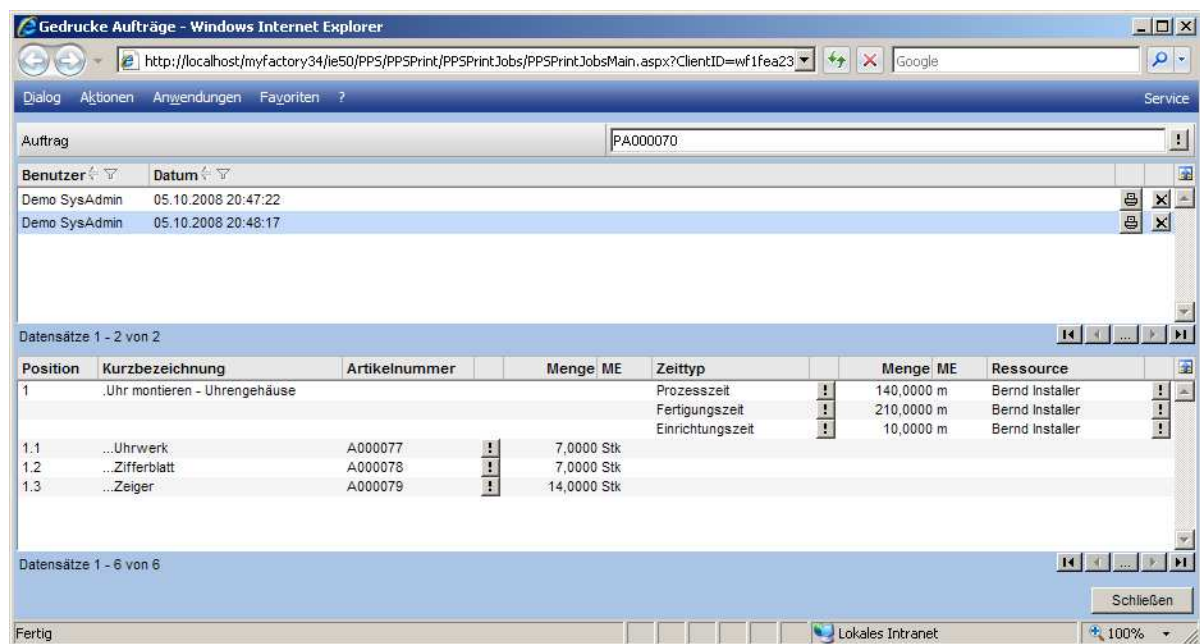 Gedrucke Aufträge - Windows Internet Explorer
http://localhost/myfactory34/ie50/PPS/PPSPrint/PPSPrintJobs/PPSPrintJobsMain.aspx?ClientID=wf1fea23 Google
Dialog Aktionen Anwendungen Favoriten ? Service
Auftrag PA000070 !
Benutzer Datum
Demo SysAdmin 05.10.2008 20:47:22
Demo SysAdmin 05.10.2008 20:48:17
Datensätze 1 - 2 von 2 ...
Position Kurzbezeichnung Artikelnummer Menge ME Zeittyp Menge ME Ressource
1 .Uhr montieren - Uhrengehäuse Prozesszeit ! 140,0000 m Bernd Installer !
Fertigungszeit ! 210,0000 m Bernd Installer !
Einrichtungszeit ! 10,0000 m Bernd Installer !
1.1 ...Uhrwerk A000077 ! 7,0000 Stk
1.2 ...Zifferblatt A000078 ! 7,0000 Stk
1.3 ...Zeiger A000079 ! 14,0000 Stk
Datensätze 1 - 6 von 6 ...
Schließen
Fertig Lokales Intranet 100%